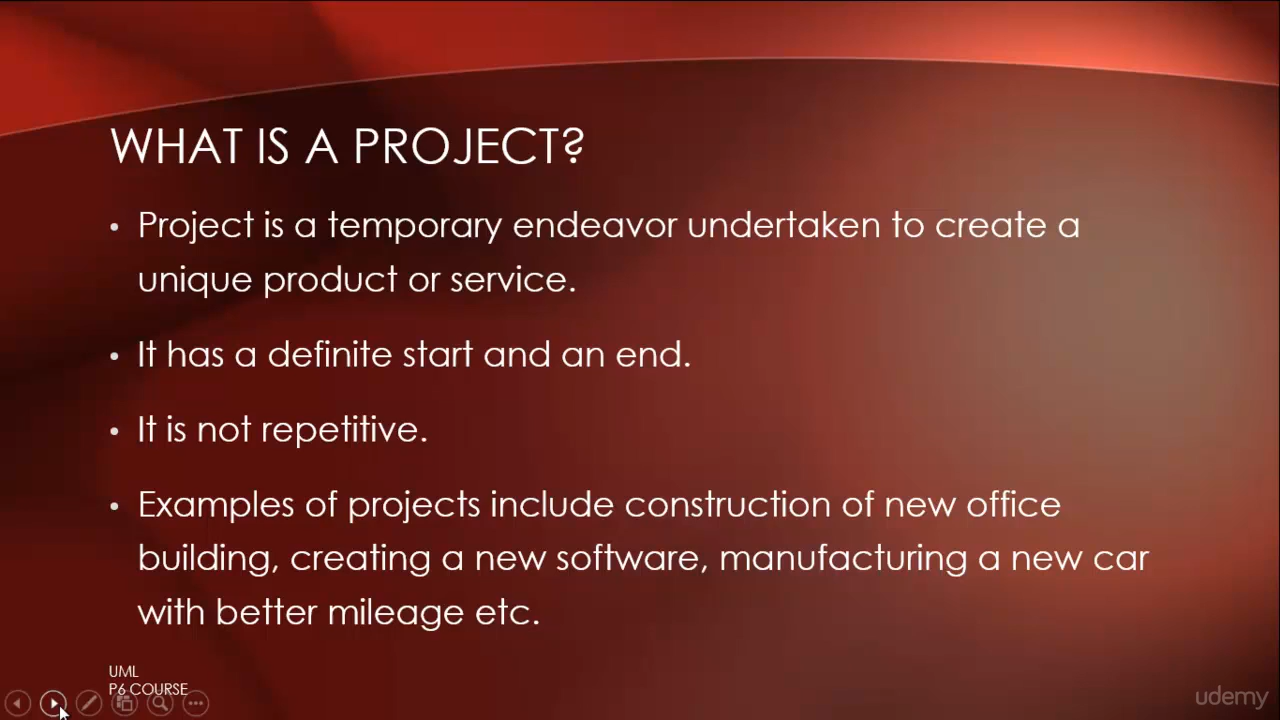 WHAT IS A PROJECT?
• Project is a temporary endeavor undertaken to create a
unique product or service.
• It has a definite start and an end.
• It is not repetitive.
• Examples of projects include construction of new office
building, creating a new software, manufacturing a new car
with better mileage etc.
UML
P6 COURSE
udemy